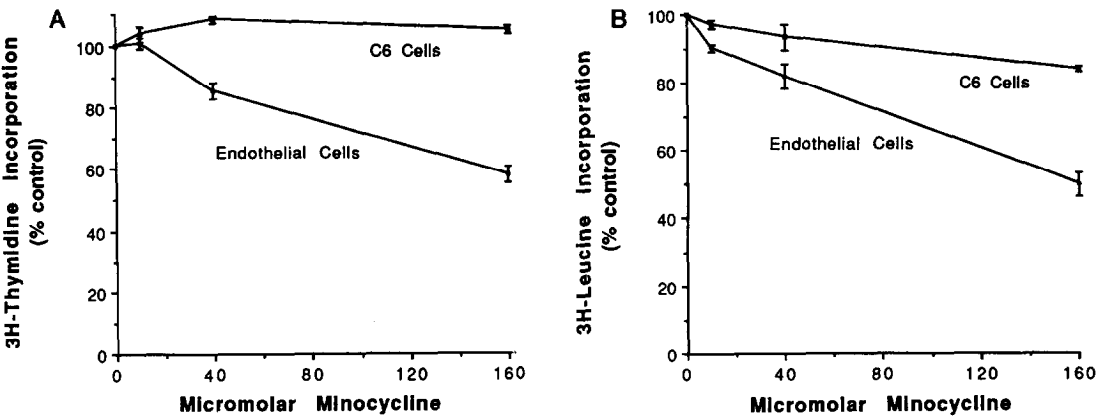 A
3H-Thymidine Incorporation
(% control)
100
80
60
40
20
0
C6 Cells
Endothelial Cells
0 40 80 120 160
Micromolar Minocycline
B
3H-Leucine Incorporation
(% control)
100
80
60
40
20
0
C6 Cells
Endothelial Cells
0 40 80 120 160
Micromolar Minocycline